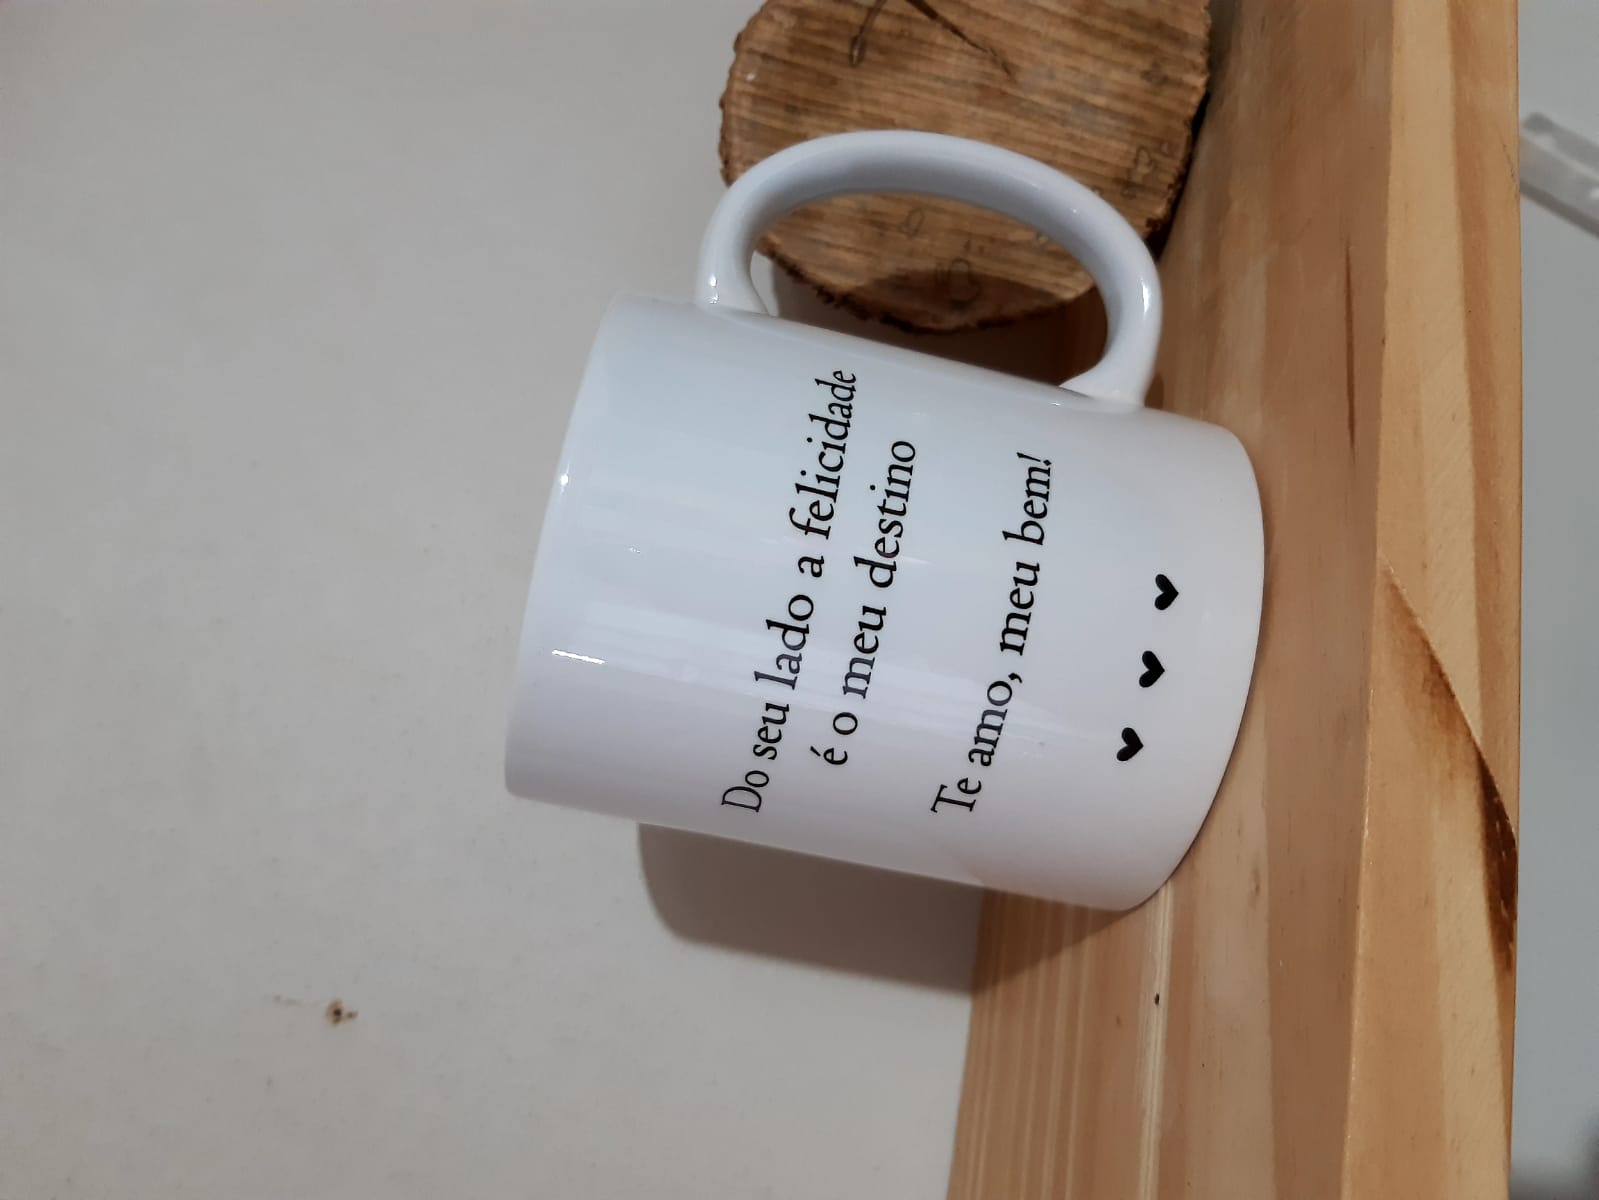 Do seu lado a felicidade
é o meu destino
Te amo, meu bem!